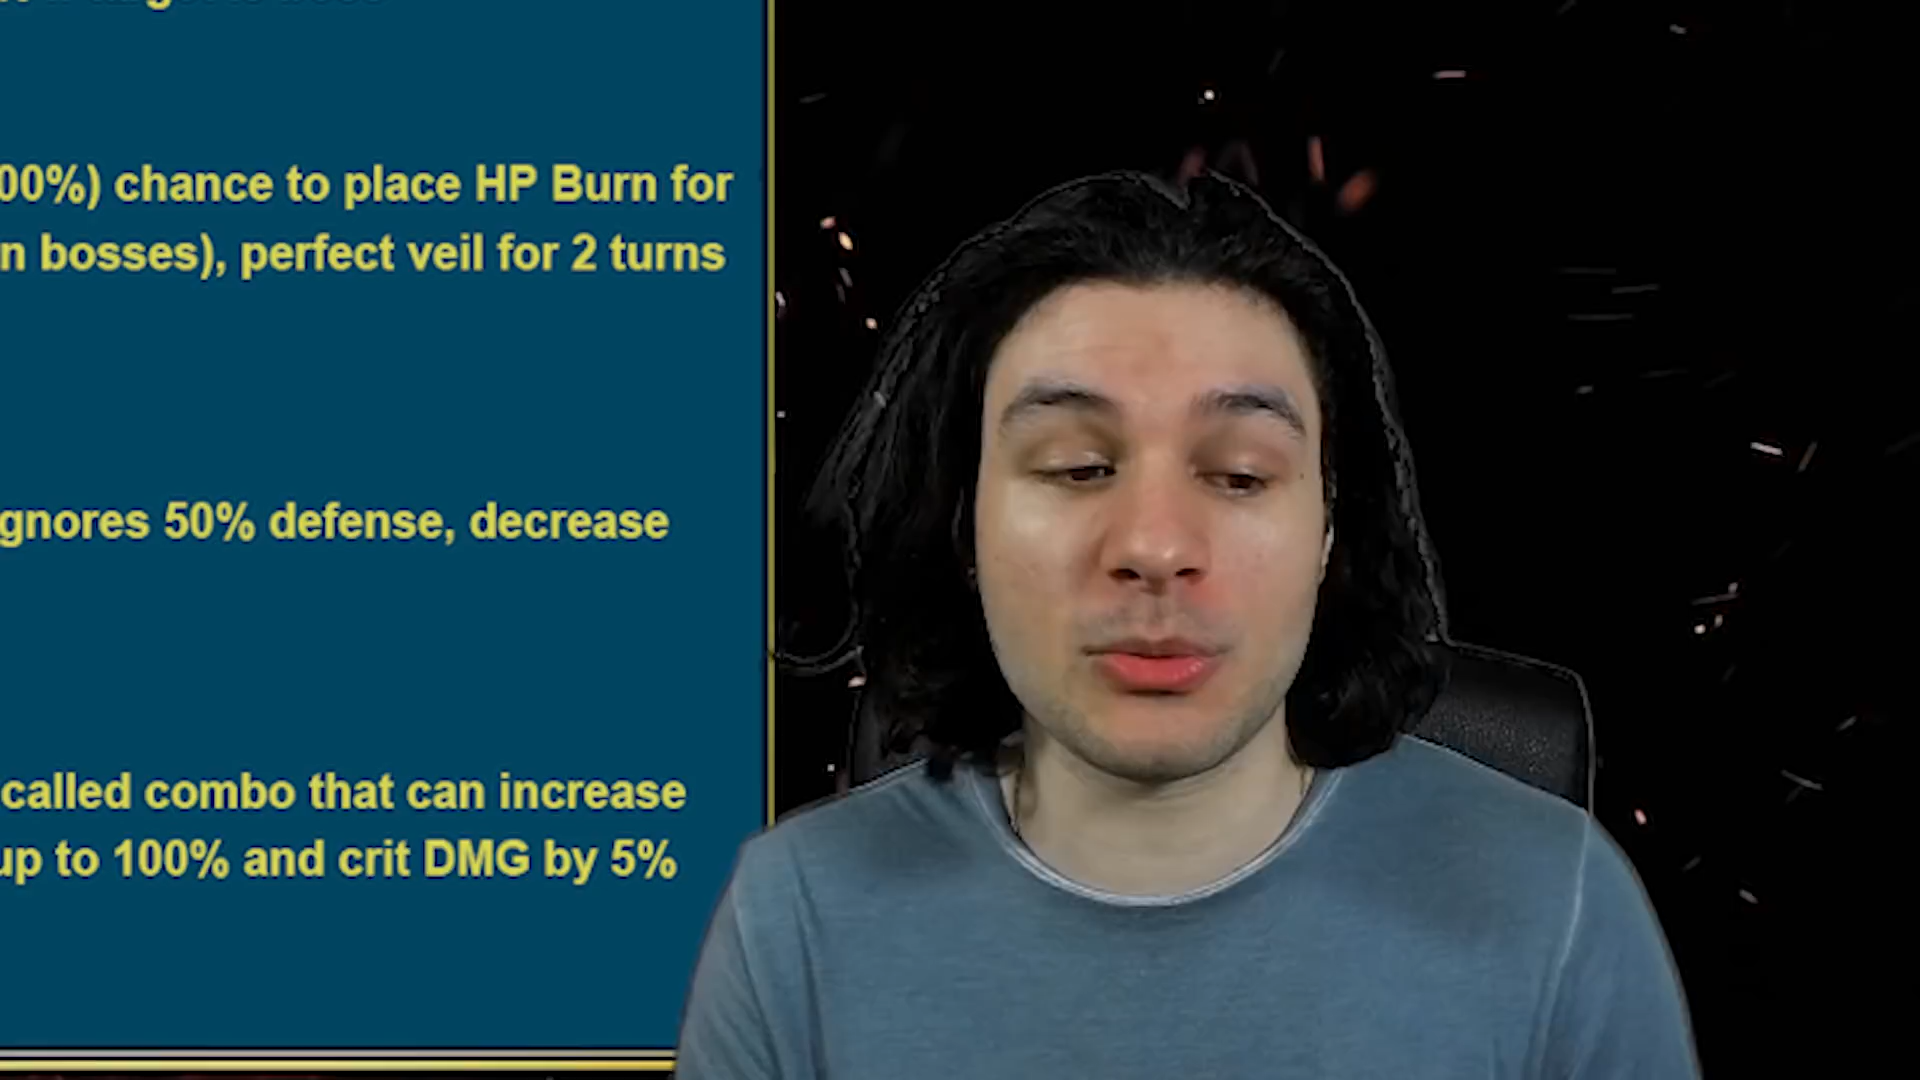 00%) chance to place HP Burn for
n bosses), perfect veil for 2 turns
gnores 50% defense, decrease
called combo that can increase
up to 100% and crit DMG by 5%